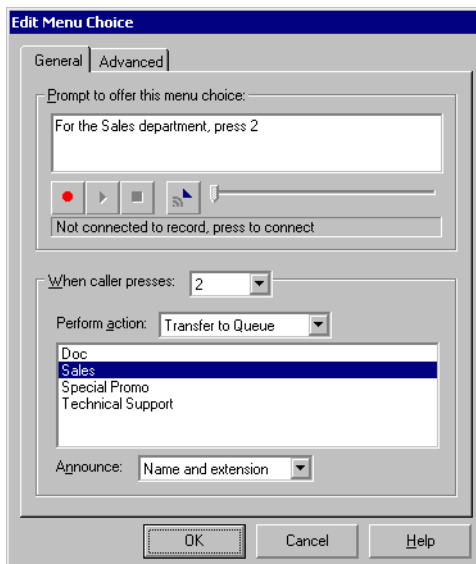 Edit Menu Choice
General Advanced
Prompt to offer this menu choice:
For the Sales department, press 2
Not connected to record, press to connect
When caller presses: 2
Perform action: Transfer to Queue
Doc
Sales
Special Promo
Technical Support
Announce: Name and extension
OK Cancel Help